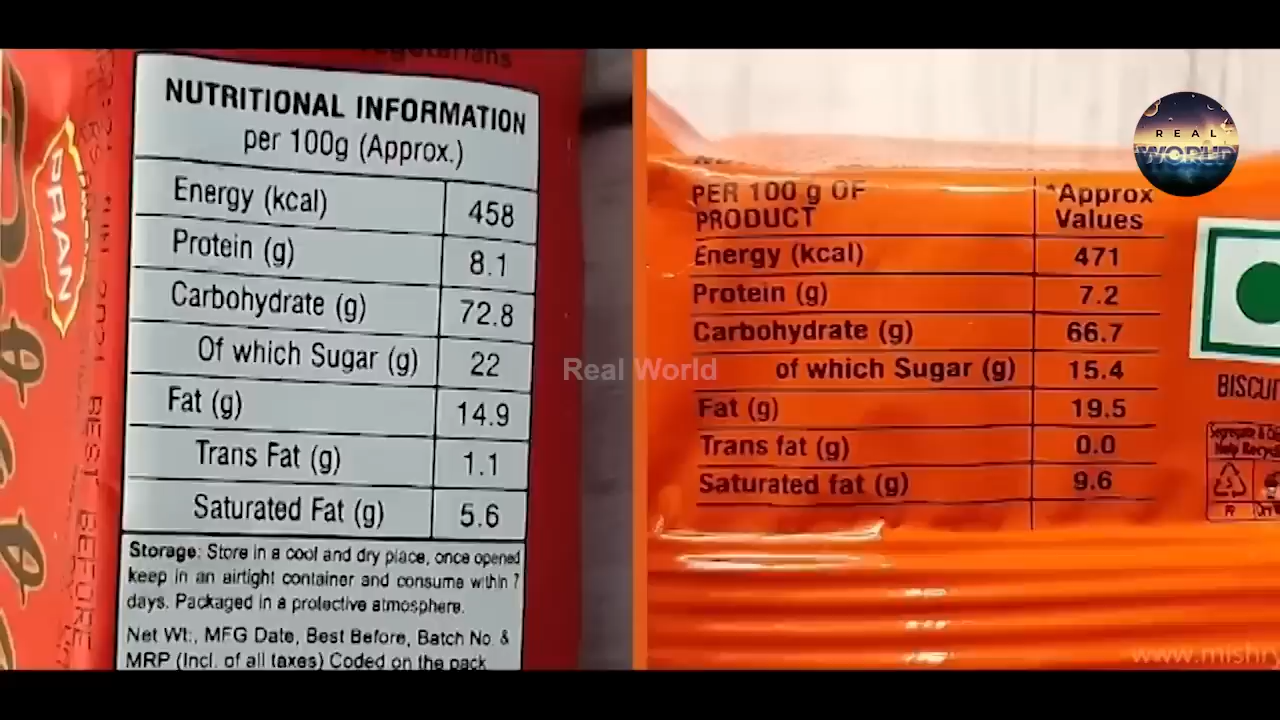 vegetarians
NUTRITIONAL INFORMATION
per 100g (Approx.)
Energy (kcal) 458
Protein (g) 8.1
Carbohydrate (g) 72.8
Of which Sugar (g) 22
Fat (g) 14.9
Trans Fat (g) 1.1
Saturated Fat (g) 5.6
Storage: Store in a cool and dry place, once opened
keep in an airtight container and consume within 7
days. Packaged in a protective atmosphere.
Net Wt:, MFG Date, Best Before, Batch No. &
MRP (Incl. of all taxes) Coded on the pack
PRAN
BEST BEFORE
Real World
REAL
WORLD
PER 100 g OF
PRODUCT
*Approx
Values
Energy (kcal) 471
Protein (g) 7.2
Carbohydrate (g) 66.7
of which Sugar (g) 15.4
Fat (g) 19.5
Trans fat (g) 0.0
Saturated fat (g) 9.6
BISCUI
www.mishry